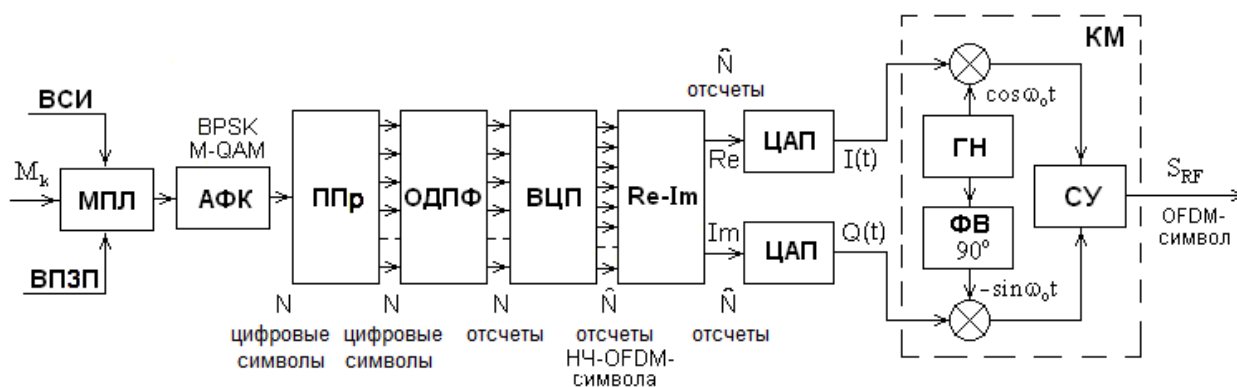 ВСИ
M_k
МПЛ
ВПЗП
BPSK
M-QAM
АФК
ППр
ОДПФ
ВЦП
Re-Im
N
цифровые
символы
N
цифровые
символы
N
отсчеты
N̂
отсчеты
НЧ-OFDM-
символа
N̂
отсчеты
N̂
отсчеты
Re
Im
ЦАП
ЦАП
I(t)
Q(t)
КМ
cosω₀t
ГН
ФВ
90°
-sinω₀t
СУ
S_RF
OFDM-
символ